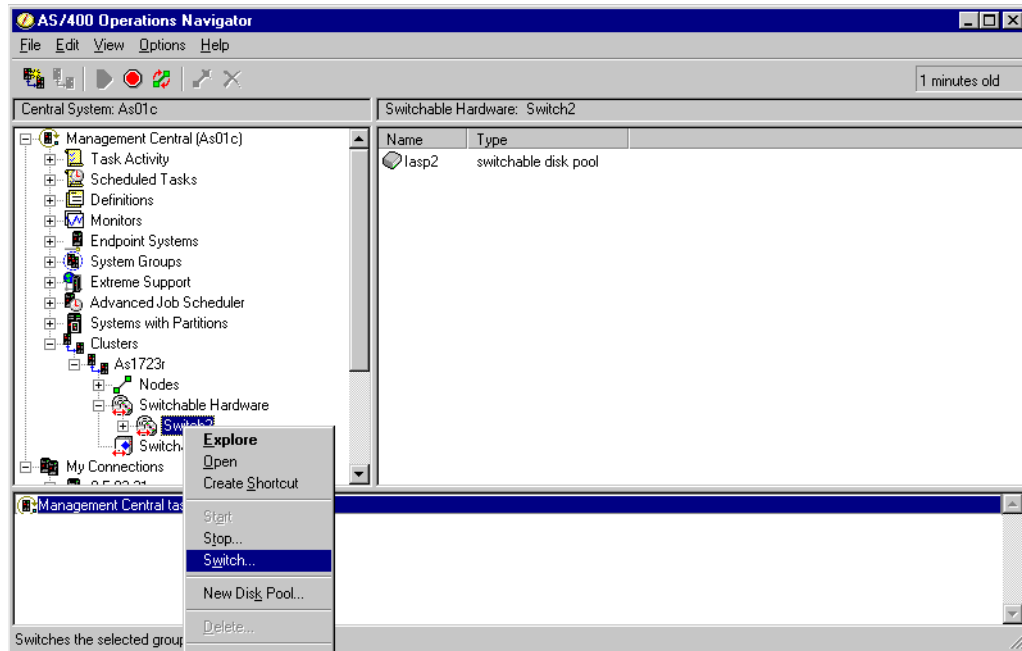 AS/400 Operations Navigator
File Edit View Options Help
1 minutes old
Central System: As01c
Switchable Hardware: Switch2
Name Type
Iasp2 switchable disk pool
Management Central (As01c)
Task Activity
Scheduled Tasks
Definitions
Monitors
Endpoint Systems
System Groups
Extreme Support
Advanced Job Scheduler
Systems with Partitions
Clusters
As1723r
Nodes
Switchable Hardware
Switch2
Switch
My Connections
Explore
Open
Create Shortcut
Start
Stop...
Switch...
New Disk Pool...
Delete...
Management Central tas
Switches the selected group